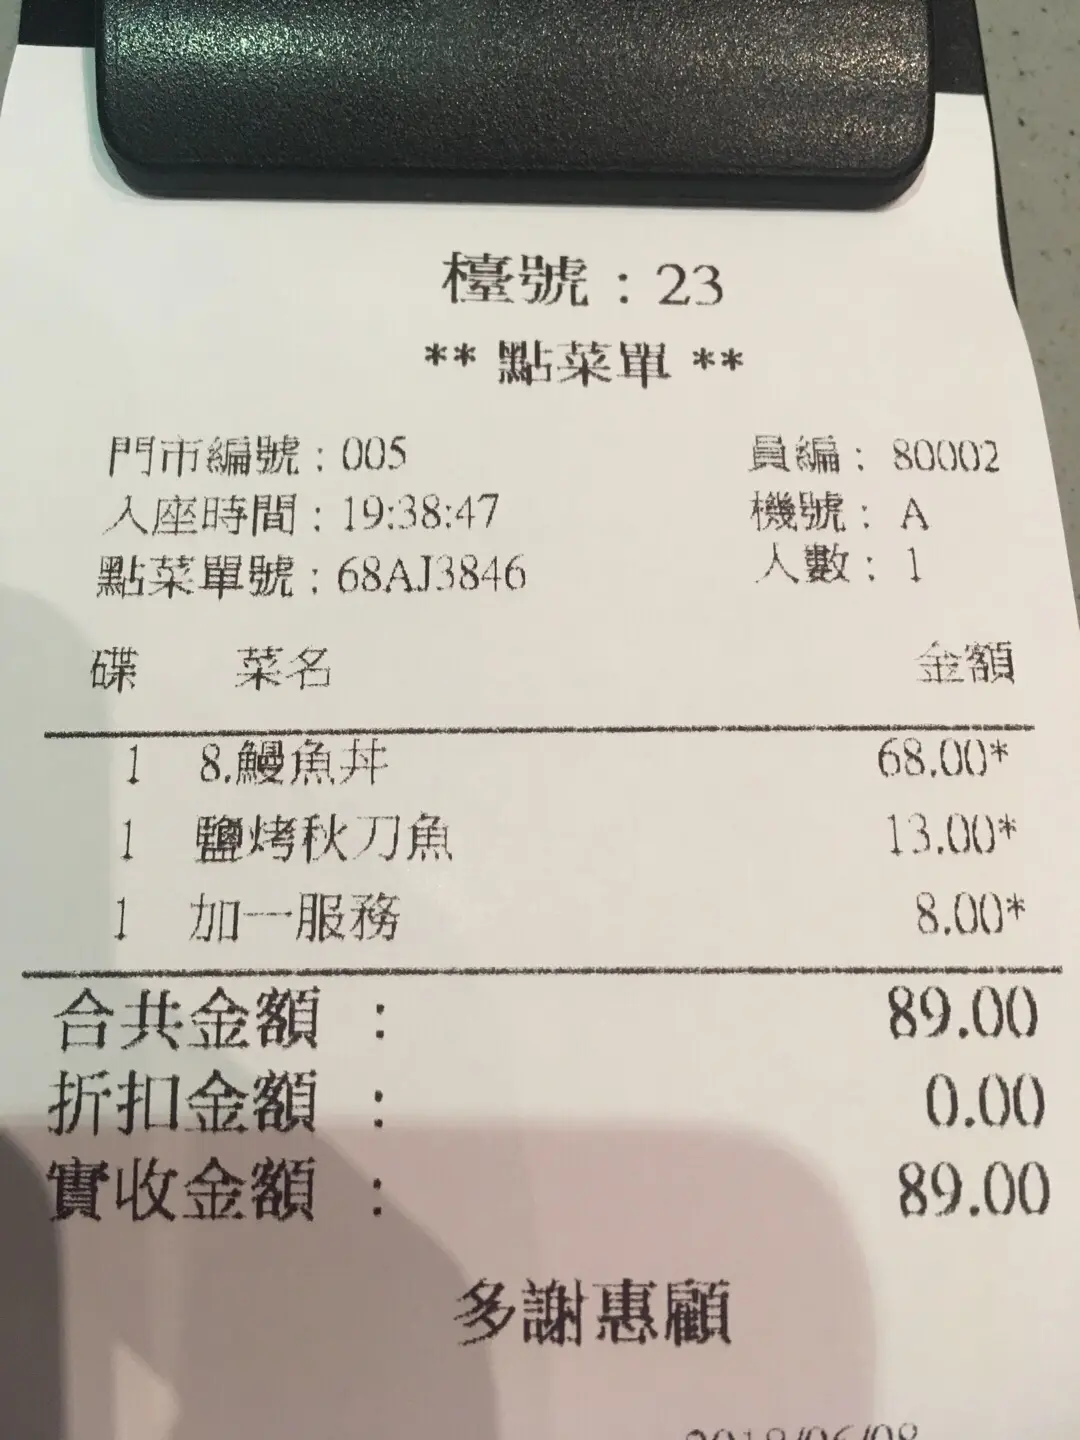 檯號：23
** 點菜單 **
門市編號：005 員編： 80002
入座時間：19:38:47 機號： A
點菜單號：68AJ3846 人數： 1
碟 菜名 金額
1 8.鰻魚丼 68.00*
1 鹽烤秋刀魚 13.00*
1 加一服務 8.00*
合共金額 ： 89.00
折扣金額 ： 0.00
實收金額 ： 89.00
多謝惠顧
2018/06/08